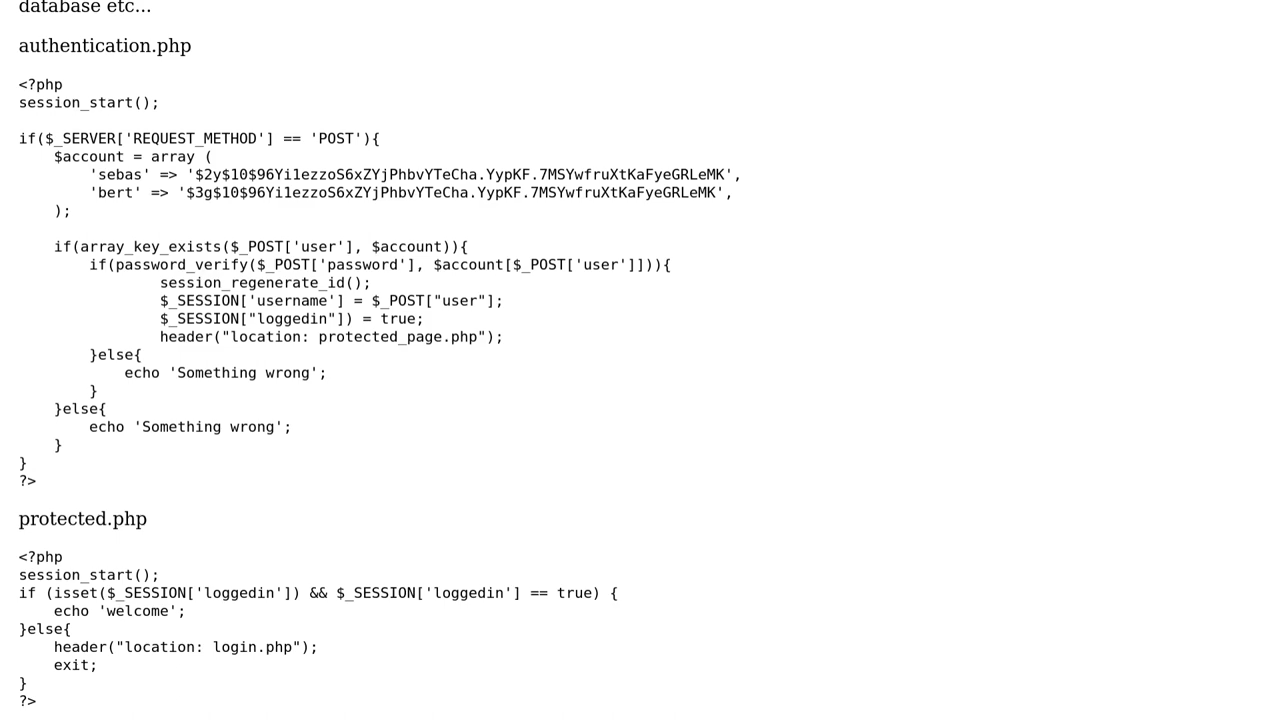 database etc...
authentication.php
<?php
session_start();
if($_SERVER['REQUEST_METHOD'] == 'POST'){
    $account = array (
        'sebas' => '$2y$10$96Yi1ezzoS6xZYjPhbvYTeCha.YypKF.7MSYwfruXtKaFyeGRLeMK',
        'bert' => '$3g$10$96Yi1ezzoS6xZYjPhbvYTeCha.YypKF.7MSYwfruXtKaFyeGRLeMK',
    );
    if(array_key_exists($_POST['user'], $account)){
        if(password_verify($_POST['password'], $account[$_POST['user']])){
                session_regenerate_id();
                $_SESSION['username'] = $_POST["user"];
                $_SESSION["loggedin"]) = true;
                header("location: protected_page.php");
        }else{
            echo 'Something wrong';
        }
    }else{
        echo 'Something wrong';
    }
}
?>
protected.php
<?php
session_start();
if (isset($_SESSION['loggedin']) && $_SESSION['loggedin'] == true) {
    echo 'welcome';
}else{
    header("location: login.php");
    exit;
}
?>